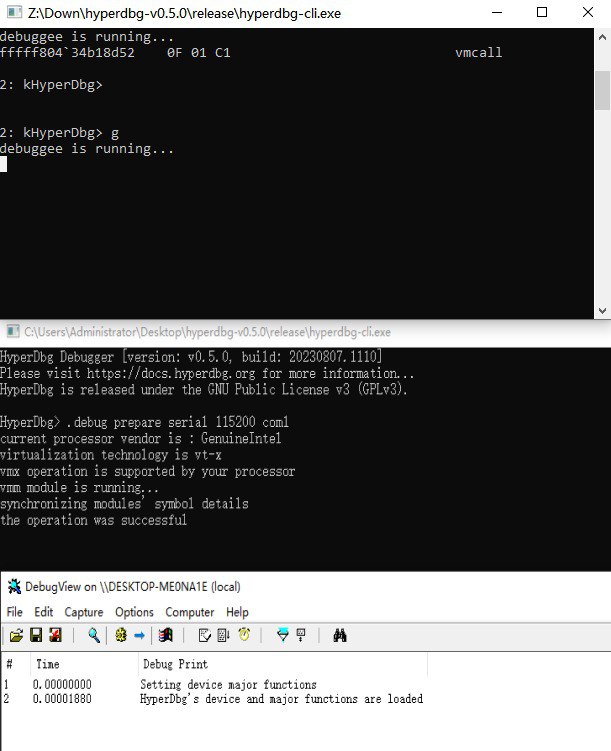 Z:\Down\hyperdbg-v0.5.0\release\hyperdbg-cli.exe
debuggee is running...
fffff804`34b18d52    0F 01 C1                            vmcall
2: kHyperDbg>
2: kHyperDbg> g
debuggee is running...
C:\Users\Administrator\Desktop\hyperdbg-v0.5.0\release\hyperdbg-cli.exe
HyperDbg Debugger [version: v0.5.0, build: 20230807.1110]
Please visit https://docs.hyperdbg.org for more information...
HyperDbg is released under the GNU Public License v3 (GPLv3).
HyperDbg> .debug prepare serial 115200 com1
current processor vendor is : GenuineIntel
virtualization technology is vt-x
vmx operation is supported by your processor
vmm module is running...
synchronizing modules' symbol details
the operation was successful
DebugView on \\DESKTOP-ME0NA1E (local)
File Edit Capture Options Computer Help
# Time Debug Print
1 0.00000000 Setting device major functions
2 0.00001880 HyperDbg's device and major functions are loaded